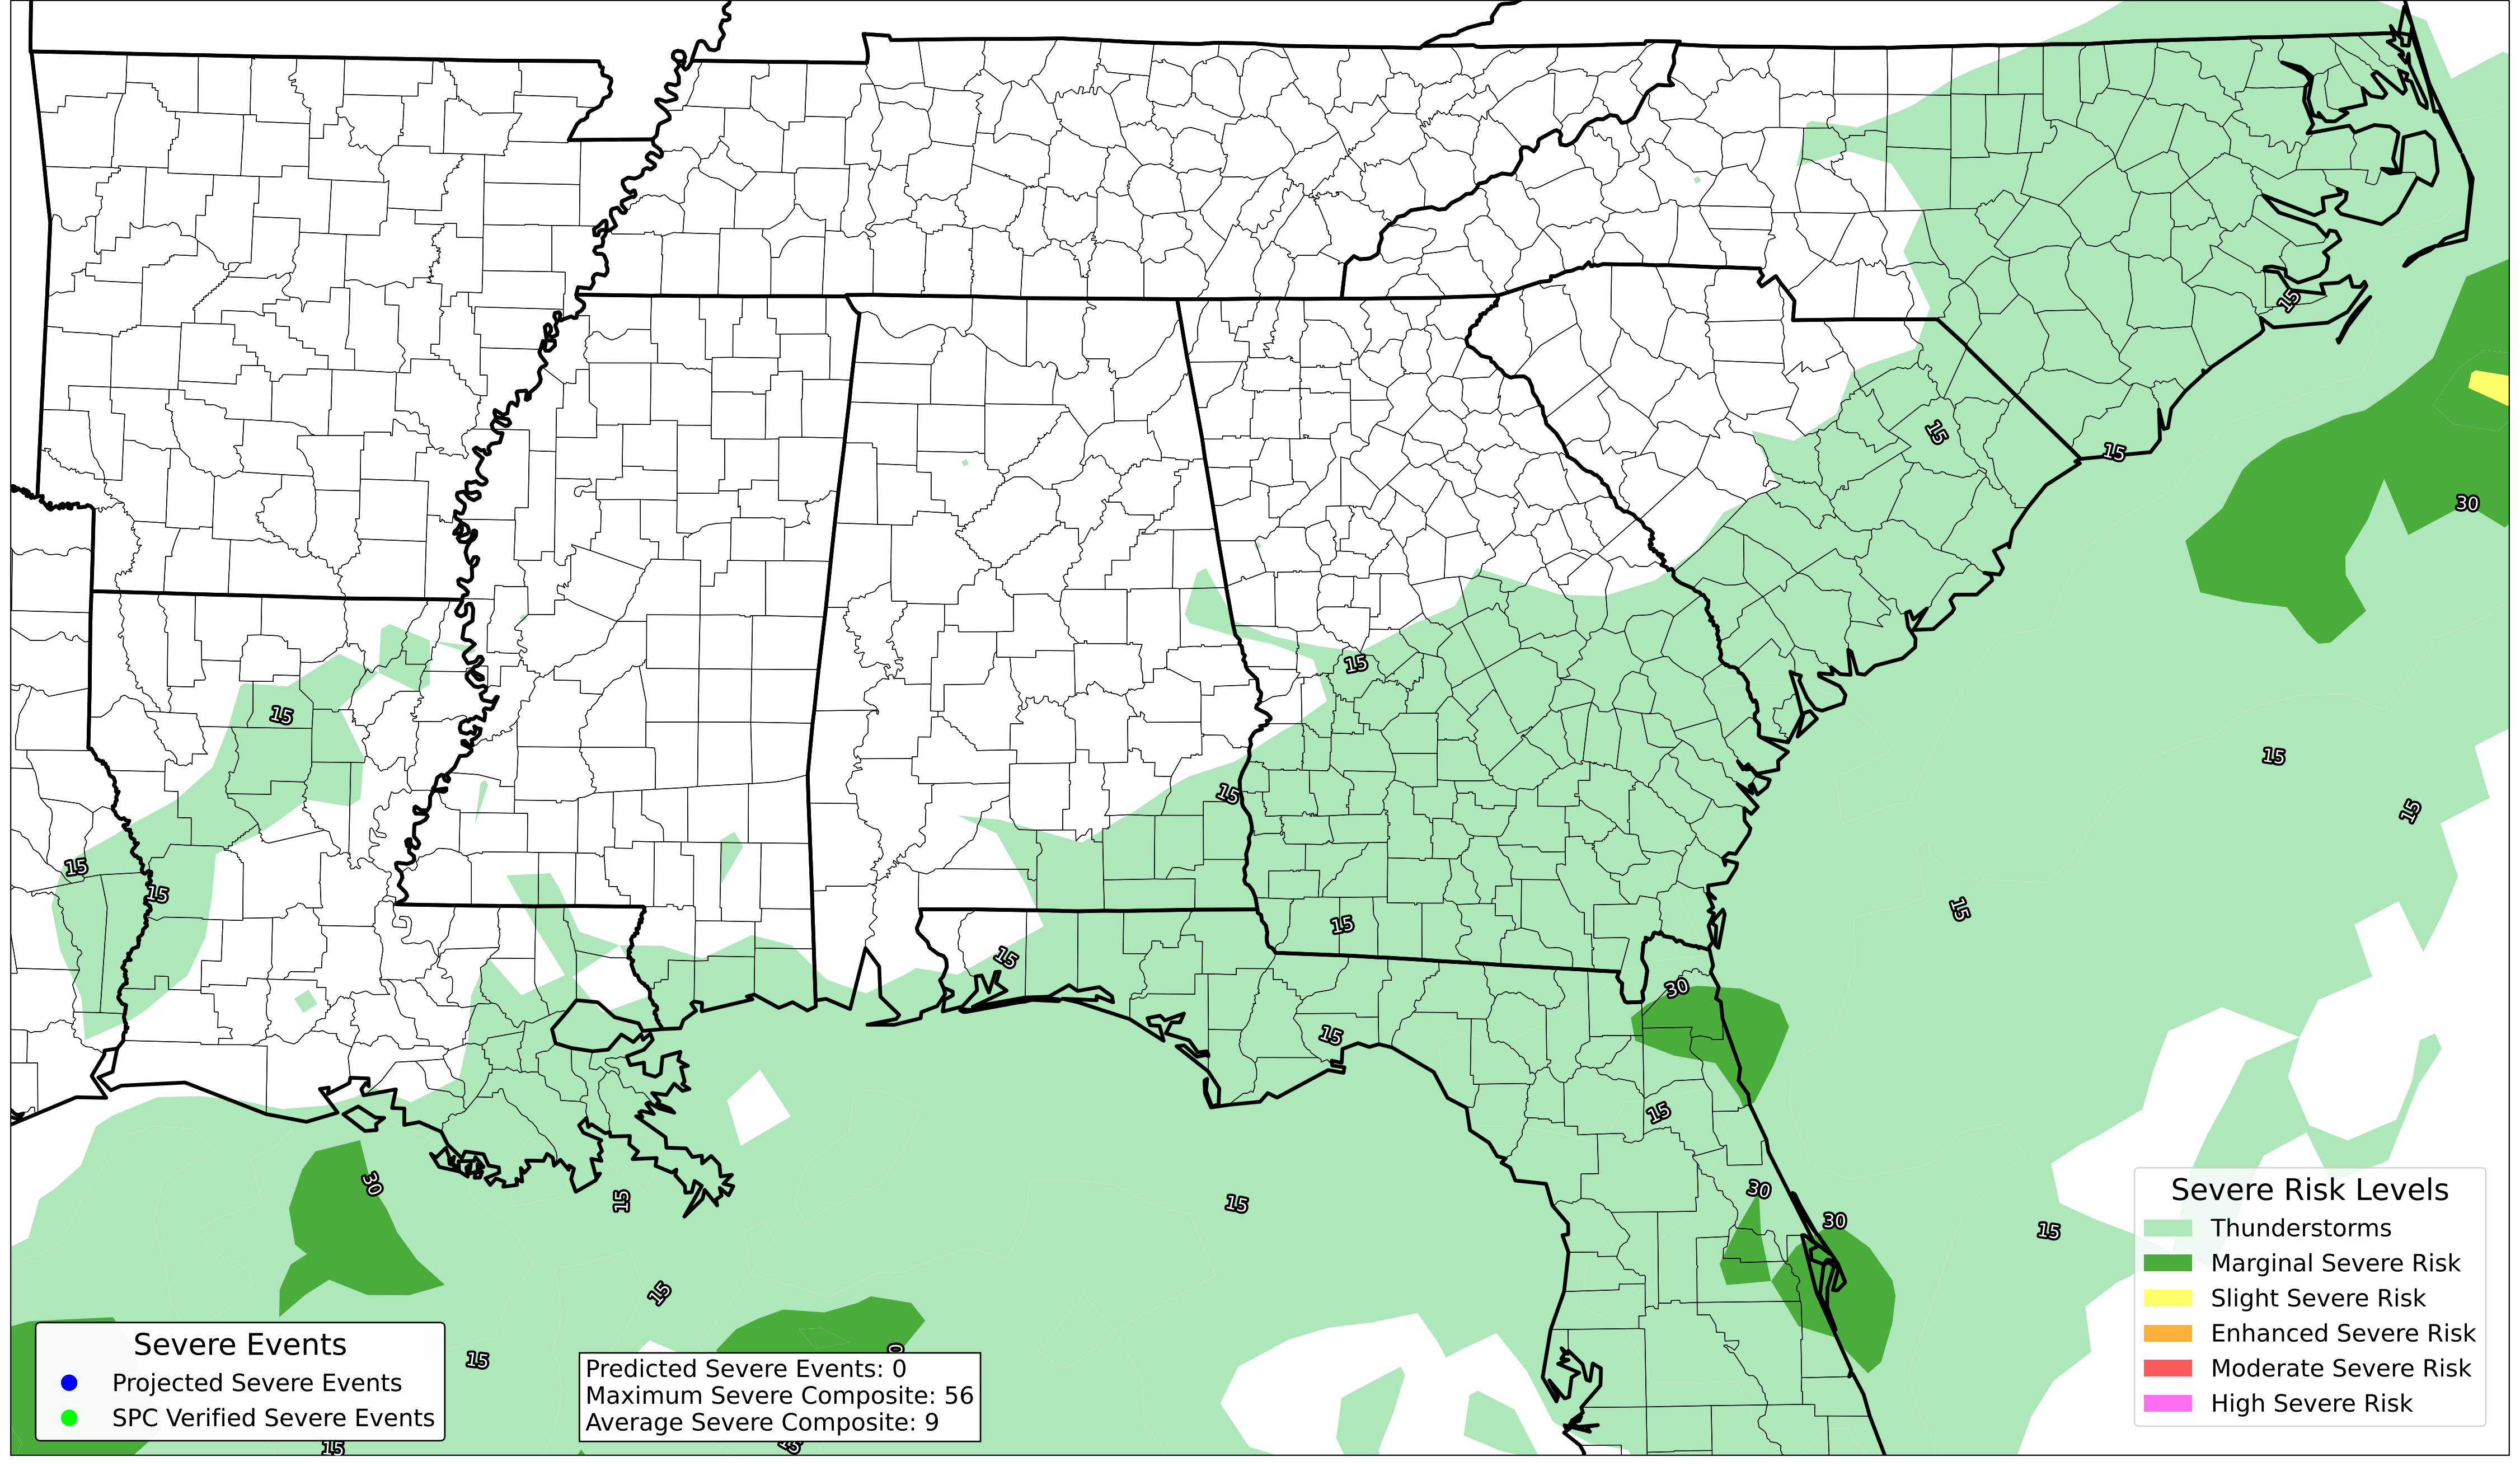 15
15
15
30
15
15
15
15
15
15
15
15
15
15
30
15
15
30
30
30
15
15
15
15
15
15
15
Severe Risk Levels
Thunderstorms
Marginal Severe Risk
Slight Severe Risk
Enhanced Severe Risk
Moderate Severe Risk
High Severe Risk
Severe Events
Projected Severe Events
SPC Verified Severe Events
Predicted Severe Events: 0
Maximum Severe Composite: 56
Average Severe Composite: 9